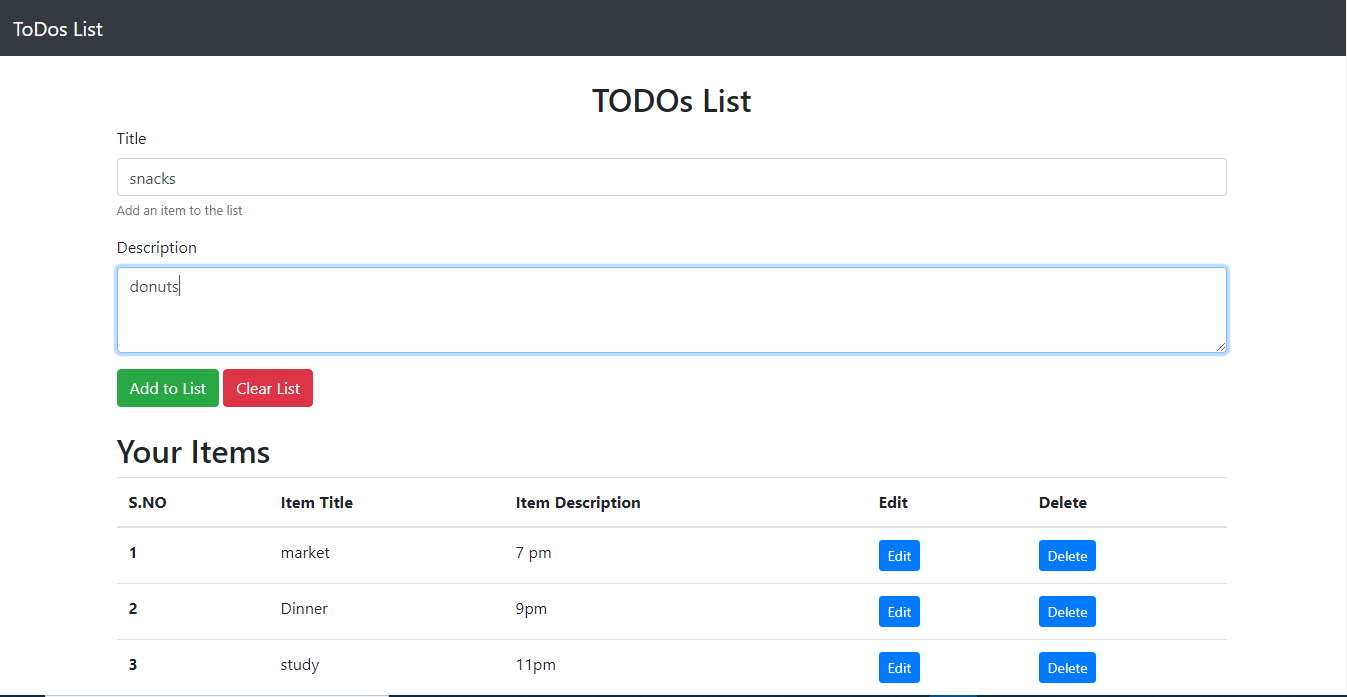 ToDos List
TODOs List
Title
snacks
Add an item to the list
Description
donuts
Add to List Clear List
Your Items
S.NO Item Title Item Description Edit Delete
1 market 7 pm Edit Delete
2 Dinner 9pm Edit Delete
3 study 11pm Edit Delete